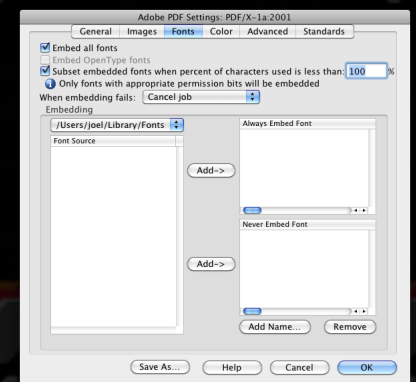 Adobe PDF Settings: PDF/X-1a:2001
General Images Fonts Color Advanced Standards
Embed all fonts
Embed OpenType fonts
Subset embedded fonts when percent of characters used is less than: 100 %
Only fonts with appropriate permission bits will be embedded
When embedding fails: Cancel job
Embedding
/Users/joel/Library/Fonts
Always Embed Font
Font Source
Add->
Never Embed Font
Add->
Add Name... Remove
Save As... Help Cancel OK